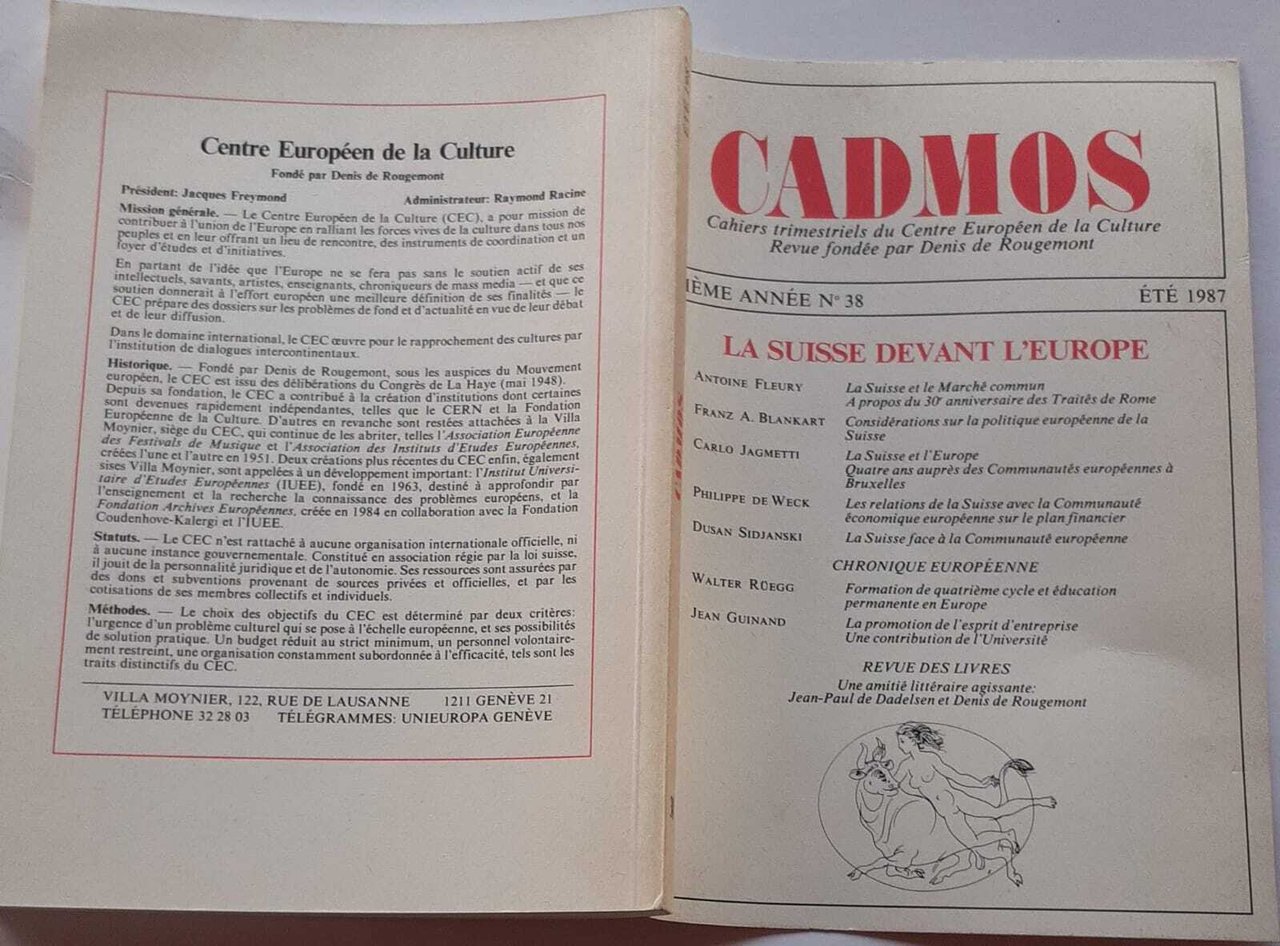 Centre Européen de la Culture
Fondé par Denis de Rougemont
Président: Jacques Freymond Administrateur: Raymond Racine
Mission générale. — Le Centre Européen de la Culture (CEC), a pour mission de
contribuer à l'union de l'Europe en ralliant les forces vives de la culture dans tous nos
peuples et en leur offrant un lieu de rencontre, des instruments de coordination et un
foyer d'études et d'initiatives.
En partant de l'idée que l'Europe ne se fera pas sans le soutien actif de ses
intellectuels, savants, artistes, enseignants, chroniqueurs de mass media — et que ce
soutien donnerait à l'effort européen une meilleure définition de ses finalités — le
CEC prépare des dossiers sur les problèmes de fond et d'actualité en vue de leur débat
et de leur diffusion.
Dans le domaine international, le CEC œuvre pour le rapprochement des cultures par
l'institution de dialogues intercontinentaux.
Historique. — Fondé par Denis de Rougemont, sous les auspices du Mouvement
européen, le CEC est issu des délibérations du Congrès de La Haye (mai 1948).
Depuis sa fondation, le CEC a contribué à la création d'institutions dont certaines
sont devenues rapidement indépendantes, telles que le CERN et la Fondation
Européenne de la Culture. D'autres en revanche sont restées attachées à la Villa
Moynier, siège du CEC, qui continue de les abriter, telles l'Association Européenne
des Festivals de Musique et l'Association des Instituts d'Etudes Européennes,
créées l'une et l'autre en 1951. Deux créations plus récentes du CEC enfin, également
sises Villa Moynier, sont appelées à un développement important: l'Institut Universi-
taire d'Etudes Européennes (IUEE), fondé en 1963, destiné à approfondir par
l'enseignement et la recherche la connaissance des problèmes européens, et la
Fondation Archives Européennes, créée en 1984 en collaboration avec la Fondation
Coudenhove-Kalergi et l'IUEE.
Statuts. — Le CEC n'est rattaché à aucune organisation internationale officielle, ni
à aucune instance gouvernementale. Constitué en association régie par la loi suisse,
il jouit de la personnalité juridique et de l'autonomie. Ses ressources sont assurées par
des dons et subventions provenant de sources privées et officielles, et par les
cotisations de ses membres collectifs et individuels.
Méthodes. — Le choix des objectifs du CEC est déterminé par deux critères:
l'urgence d'un problème culturel qui se pose à l'échelle européenne, et ses possibilités
de solution pratique. Un budget réduit au strict minimum, un personnel volontaire-
ment restreint, une organisation constamment subordonnée à l'efficacité, tels sont les
traits distinctifs du CEC.
VILLA MOYNIER, 122, RUE DE LAUSANNE 1211 GENÈVE 21
TÉLÉPHONE 32 28 03 TÉLÉGRAMMES: UNIEUROPA GENÈVE
CADMOS
CADMOS
Cahiers trimestriels du Centre Européen de la Culture
Revue fondée par Denis de Rougemont
IÈME ANNÉE N° 38 ÉTÉ 1987
LA SUISSE DEVANT L'EUROPE
ANTOINE FLEURY La Suisse et le Marché commun
A propos du 30e anniversaire des Traités de Rome
FRANZ A. BLANKART Considérations sur la politique européenne de la
Suisse
CARLO JAGMETTI La Suisse et l'Europe
Quatre ans auprès des Communautés européennes à
Bruxelles
PHILIPPE DE WECK Les relations de la Suisse avec la Communauté
économique européenne sur le plan financier
DUSAN SIDJANSKI La Suisse face à la Communauté européenne
CHRONIQUE EUROPÉENNE
WALTER RÜEGG Formation de quatrième cycle et éducation
permanente en Europe
JEAN GUINAND La promotion de l'esprit d'entreprise
Une contribution de l'Université
REVUE DES LIVRES
Une amitié littéraire agissante:
Jean-Paul de Dadelsen et Denis de Rougemont